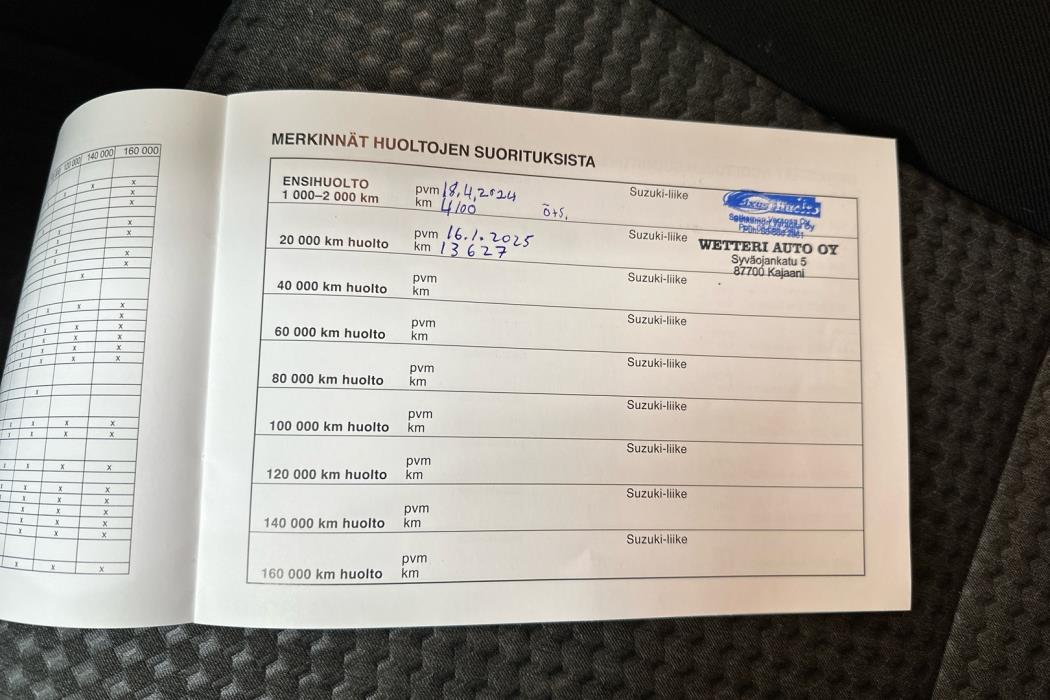 120 000 140 000 160 000
MERKINNÄT HUOLTOJEN SUORITUKSISTA
ENSIHUOLTO
1 000–2 000 km
pvm 18.4.2024
km 4100 ö+s.
Suzuki-liike
20 000 km huolto
pvm 16.1.2025
km 13627
Suzuki-liike
WETTERI AUTO OY
Syväojankatu 5
87700 Kajaani
40 000 km huolto
pvm
km
Suzuki-liike
60 000 km huolto
pvm
km
Suzuki-liike
80 000 km huolto
pvm
km
Suzuki-liike
100 000 km huolto
pvm
km
Suzuki-liike
120 000 km huolto
pvm
km
Suzuki-liike
140 000 km huolto
pvm
km
Suzuki-liike
160 000 km huolto
pvm
km
Suzuki-liike